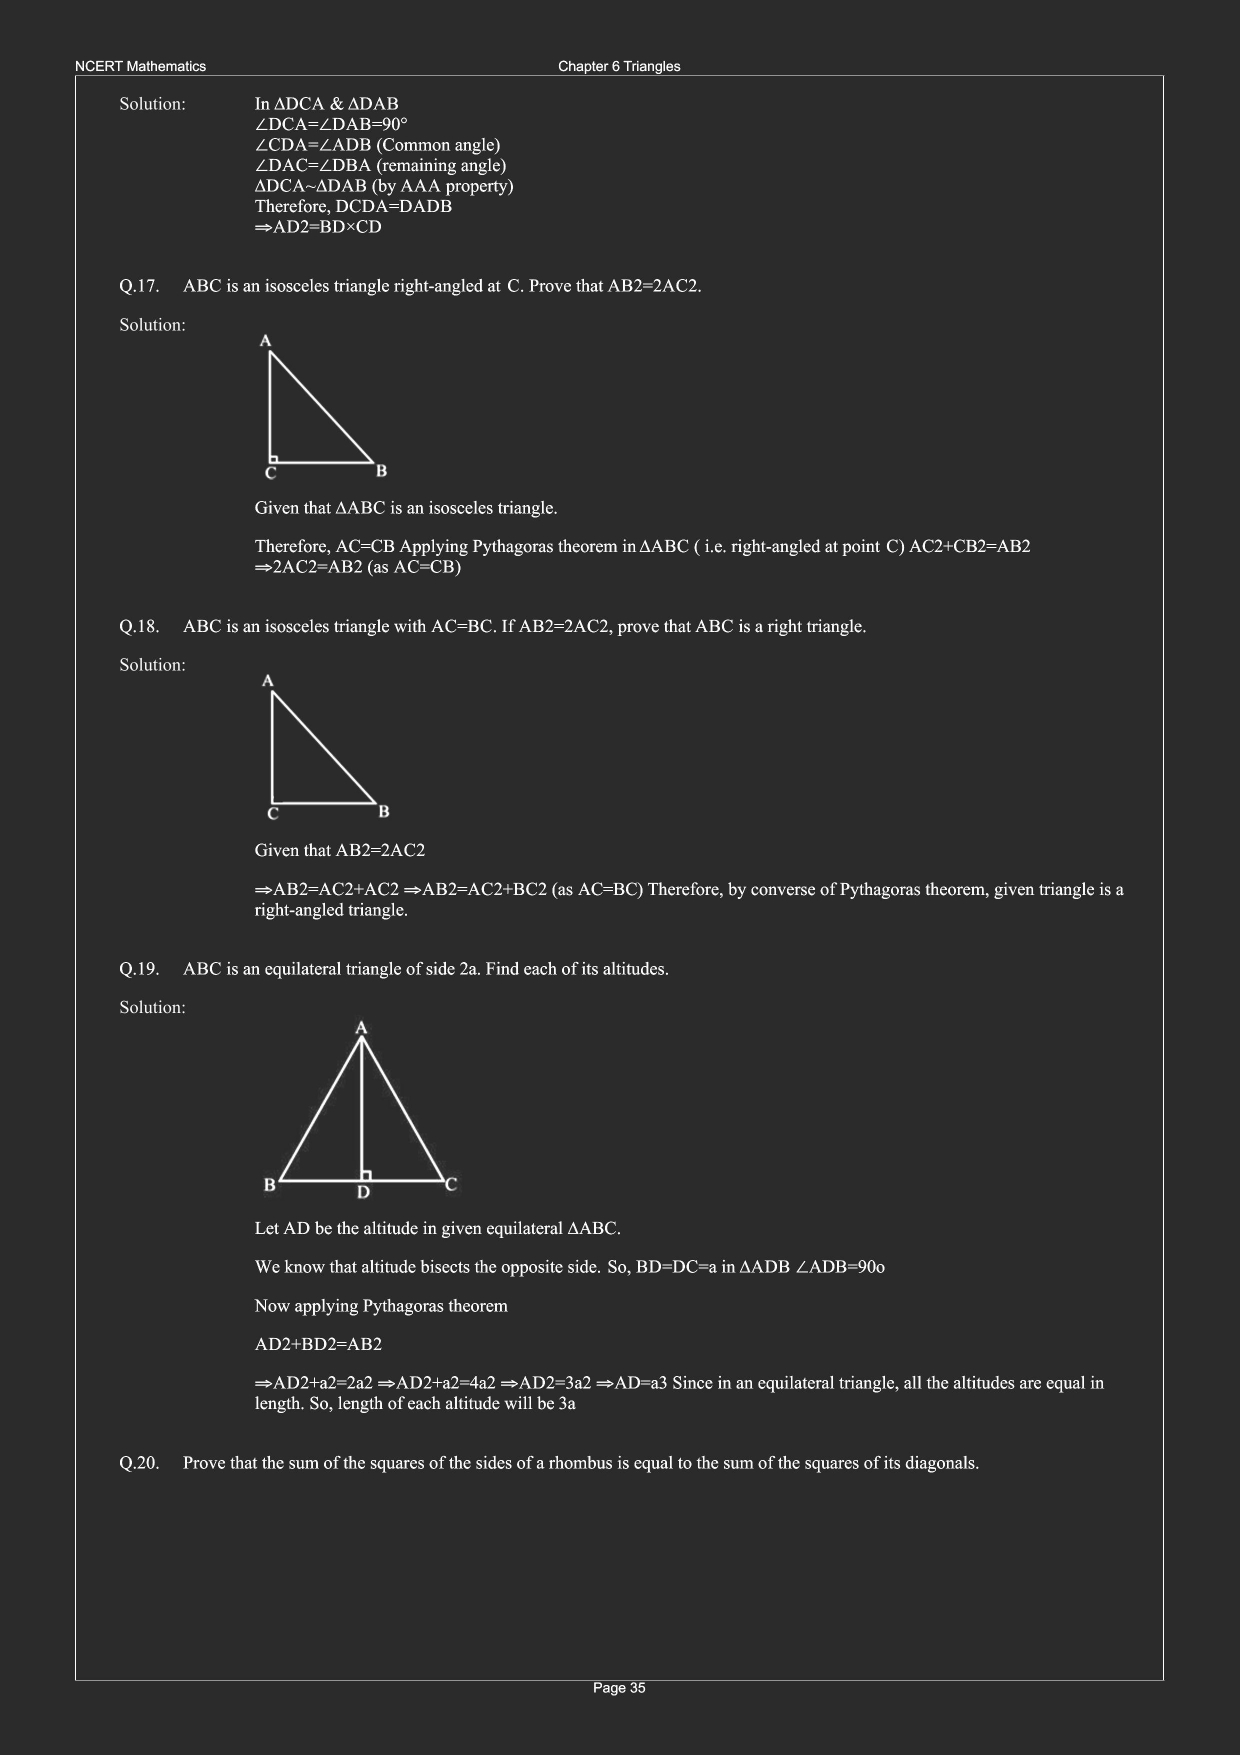 NCERT Mathematics Chapter 6 Triangles
Solution: In ΔDCA & ΔDAB
∠DCA=∠DAB=90°
∠CDA=∠ADB (Common angle)
∠DAC=∠DBA (remaining angle)
ΔDCA~ΔDAB (by AAA property)
Therefore, DCDA=DADB
⇒AD2=BD×CD
Q.17. ABC is an isosceles triangle right-angled at C. Prove that AB2=2AC2.
Solution:
A
C B
Given that ΔABC is an isosceles triangle.
Therefore, AC=CB Applying Pythagoras theorem in ΔABC ( i.e. right-angled at point C) AC2+CB2=AB2
⇒2AC2=AB2 (as AC=CB)
Q.18. ABC is an isosceles triangle with AC=BC. If AB2=2AC2, prove that ABC is a right triangle.
Solution:
A
C B
Given that AB2=2AC2
⇒AB2=AC2+AC2 ⇒AB2=AC2+BC2 (as AC=BC) Therefore, by converse of Pythagoras theorem, given triangle is a
right-angled triangle.
Q.19. ABC is an equilateral triangle of side 2a. Find each of its altitudes.
Solution:
A
B D C
Let AD be the altitude in given equilateral ΔABC.
We know that altitude bisects the opposite side. So, BD=DC=a in ΔADB ∠ADB=90o
Now applying Pythagoras theorem
AD2+BD2=AB2
⇒AD2+a2=2a2 ⇒AD2+a2=4a2 ⇒AD2=3a2 ⇒AD=a3 Since in an equilateral triangle, all the altitudes are equal in
length. So, length of each altitude will be 3a
Q.20. Prove that the sum of the squares of the sides of a rhombus is equal to the sum of the squares of its diagonals.
Page 35